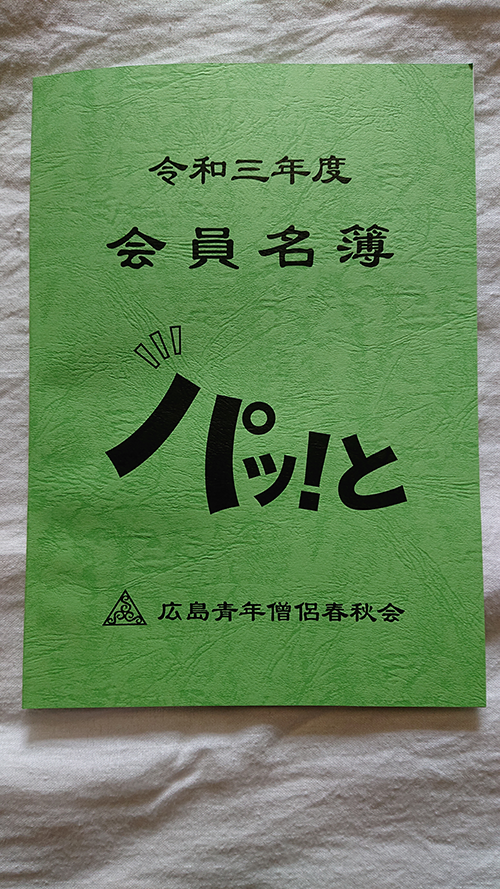 令和三年度
会員名簿
パッ!と
広島青年僧侶春秋会